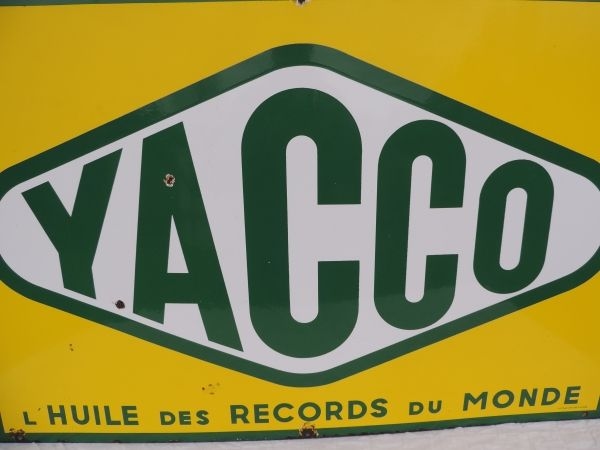 YACCO
L'HUILE DES RECORDS DU MONDE